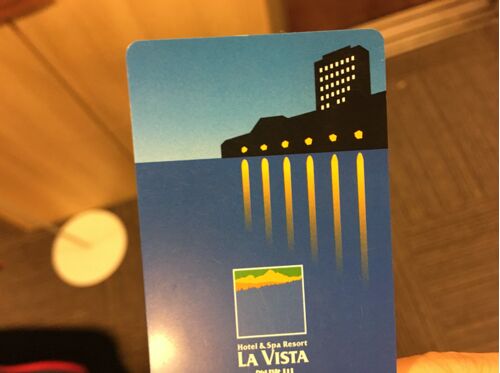 Hotel & Spa Resort
LA VISTA